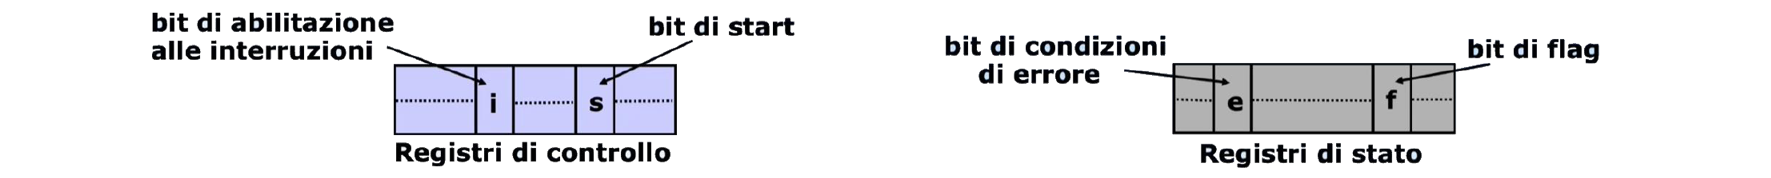 bit di abilitazione
alle interruzioni
bit di start
i
s
Registri di controllo
bit di condizioni
di errore
bit di flag
e
f
Registri di stato